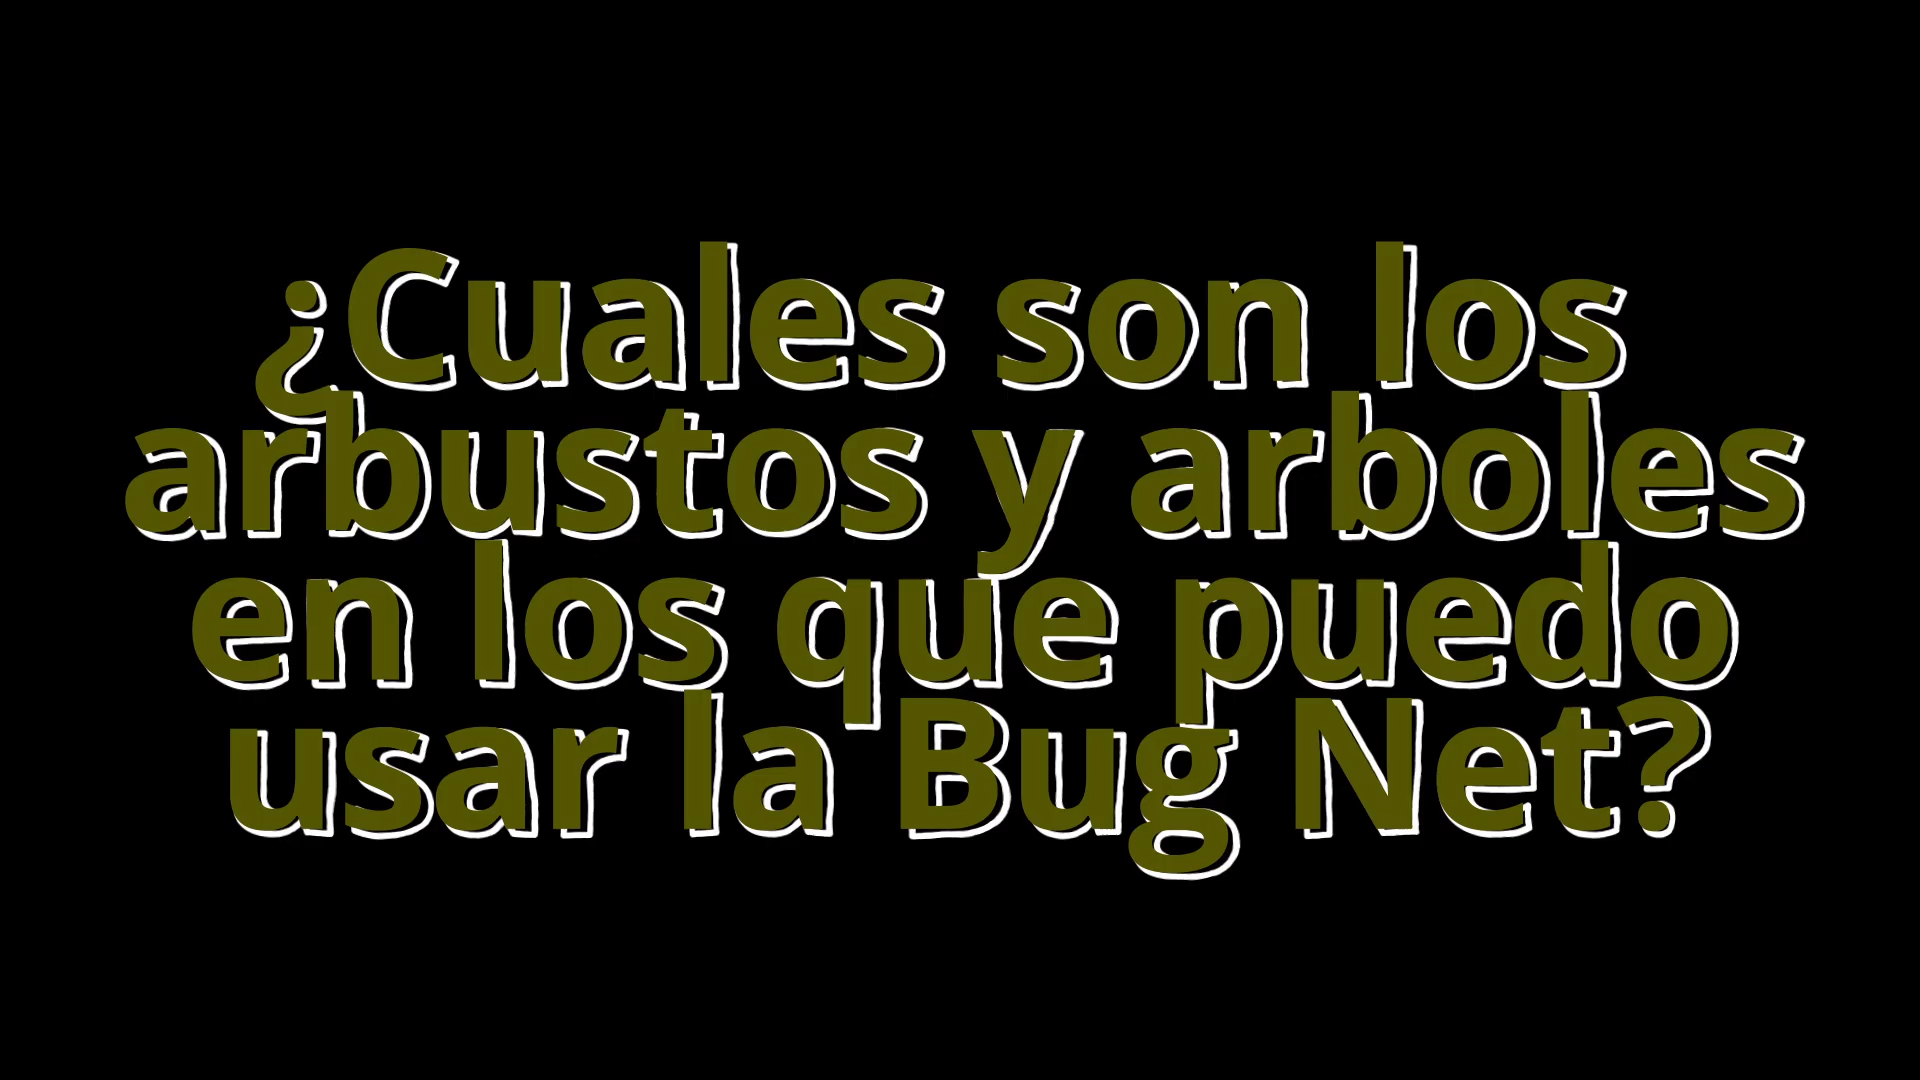 ¿Cuales son los
arbustos y arboles
en los que puedo
usar la Bug Net?